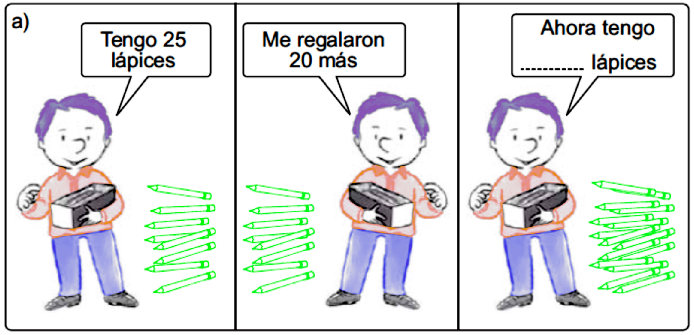 a)
Tengo 25
lápices
Me regalaron
20 más
Ahora tengo
.............. lápices